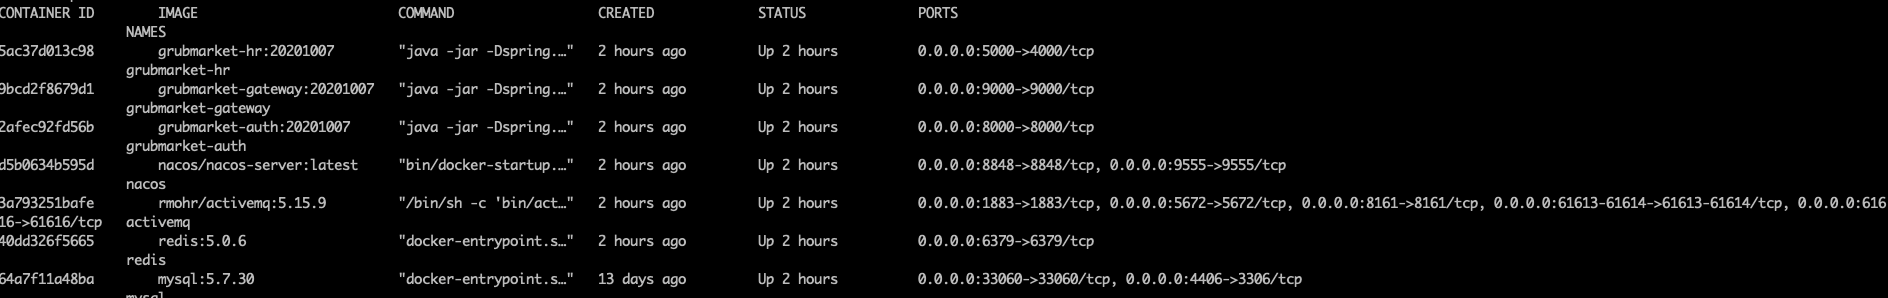 CONTAINER ID IMAGE COMMAND CREATED STATUS PORTS
NAMES
5ac37d013c98 grubmarket-hr:20201007 "java -jar -Dspring.…" 2 hours ago Up 2 hours 0.0.0.0:5000->4000/tcp
grubmarket-hr
9bcd2f8679d1 grubmarket-gateway:20201007 "java -jar -Dspring.…" 2 hours ago Up 2 hours 0.0.0.0:9000->9000/tcp
grubmarket-gateway
2afec92fd56b grubmarket-auth:20201007 "java -jar -Dspring.…" 2 hours ago Up 2 hours 0.0.0.0:8000->8000/tcp
grubmarket-auth
d5b0634b595d nacos/nacos-server:latest "bin/docker-startup.…" 2 hours ago Up 2 hours 0.0.0.0:8848->8848/tcp, 0.0.0.0:9555->9555/tcp
nacos
3a793251bafe rmohr/activemq:5.15.9 "/bin/sh -c 'bin/act…" 2 hours ago Up 2 hours 0.0.0.0:1883->1883/tcp, 0.0.0.0:5672->5672/tcp, 0.0.0.0:8161->8161/tcp, 0.0.0.0:61613-61614->61613-61614/tcp, 0.0.0.0:616
16->61616/tcp activemq
40dd326f5665 redis:5.0.6 "docker-entrypoint.s…" 2 hours ago Up 2 hours 0.0.0.0:6379->6379/tcp
redis
64a7f11a48ba mysql:5.7.30 "docker-entrypoint.s…" 13 days ago Up 2 hours 0.0.0.0:33060->33060/tcp, 0.0.0.0:4406->3306/tcp
mysql